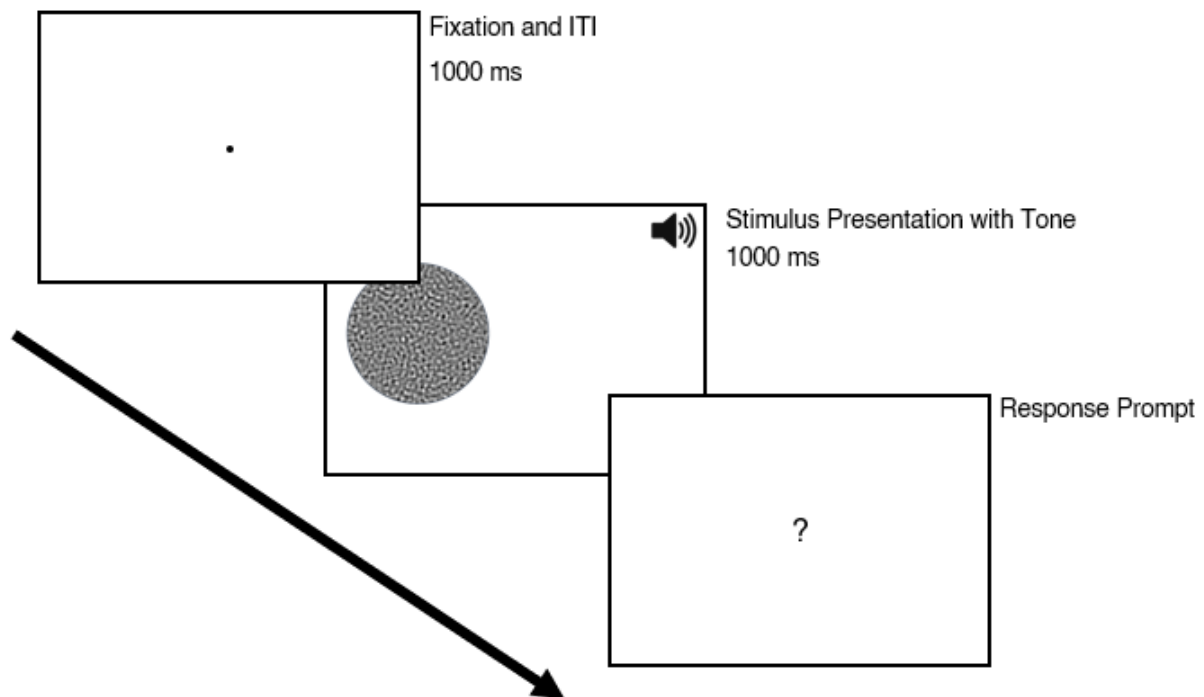 Fixation and ITI
1000 ms
Stimulus Presentation with Tone
1000 ms
Response Prompt
?